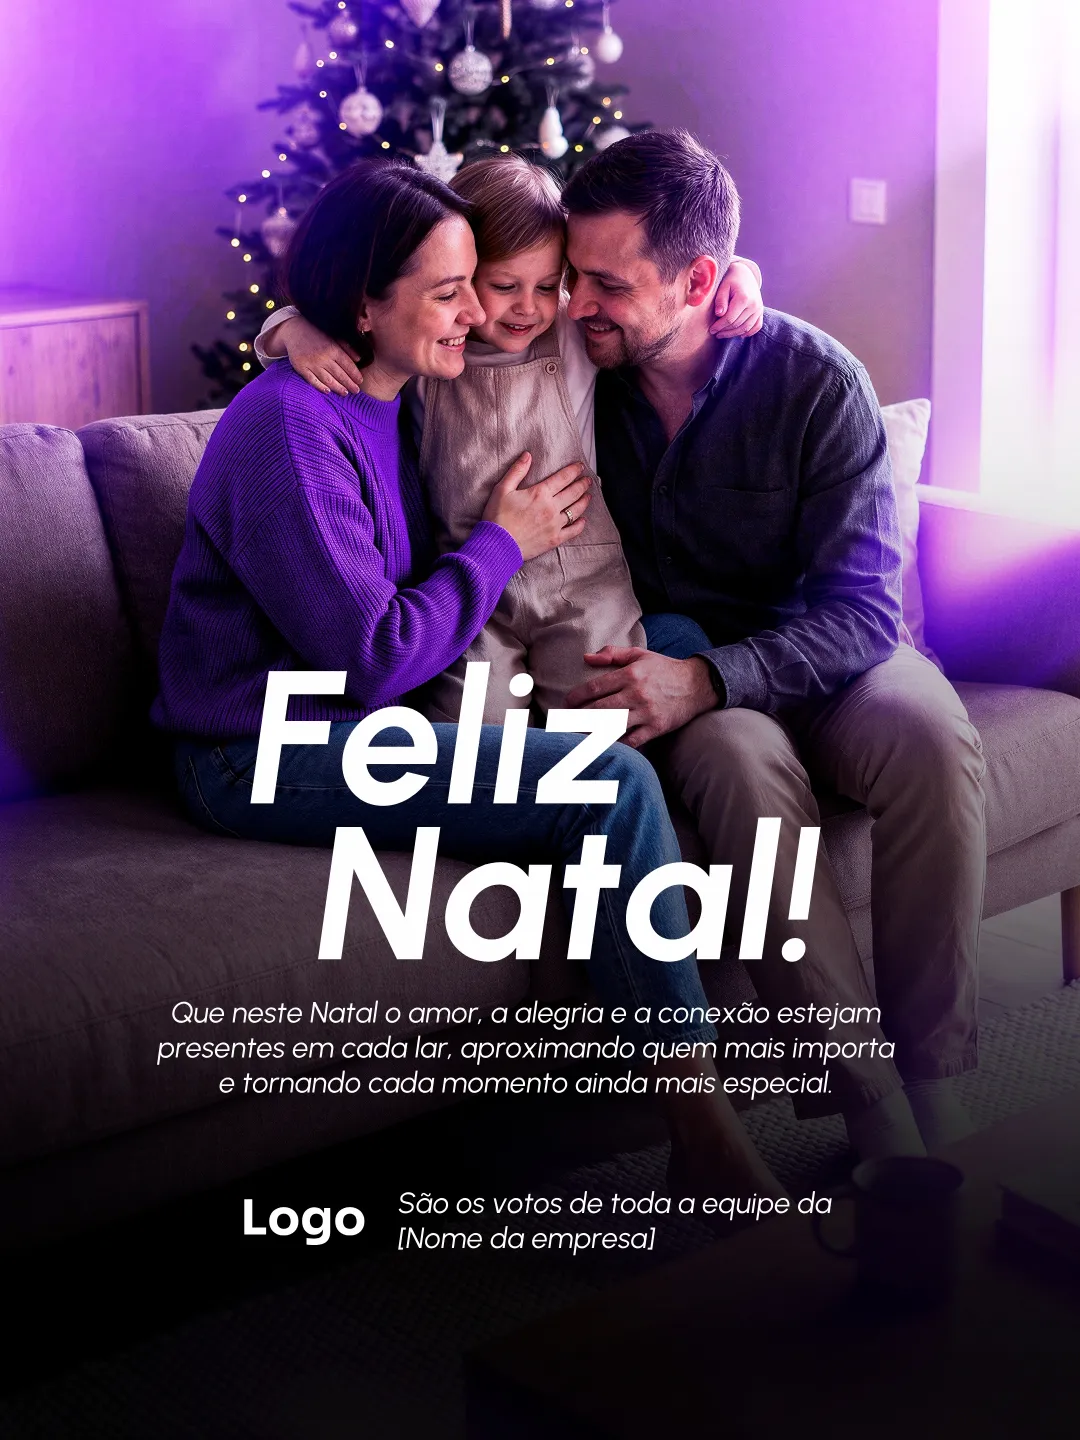 Feliz
Natal!
Que neste Natal o amor, a alegria e a conexão estejam
presentes em cada lar, aproximando quem mais importa
e tornando cada momento ainda mais especial.
Logo
São os votos de toda a equipe da
[Nome da empresa]